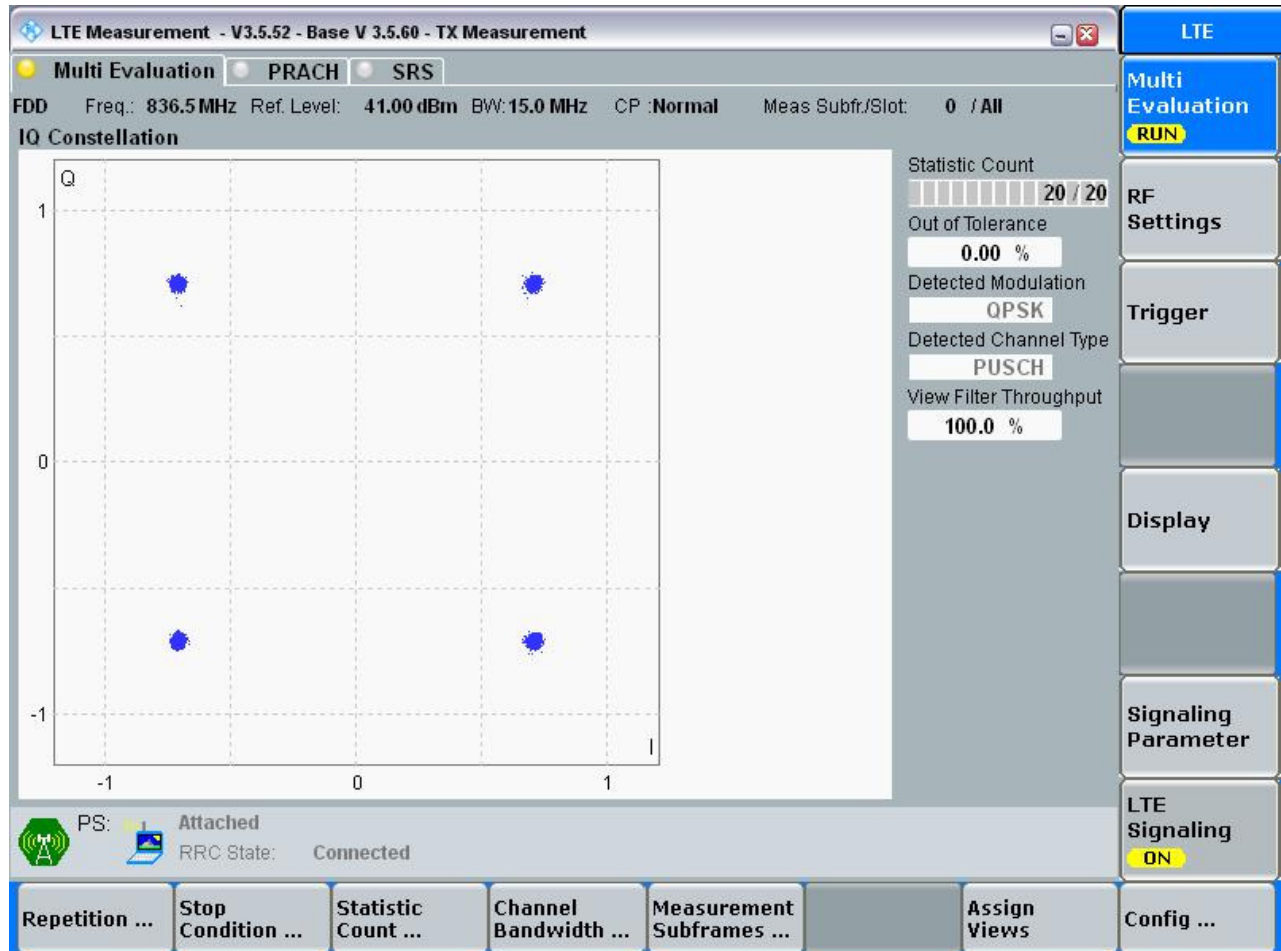 LTE Measurement - V3.5.52 - Base V 3.5.60 - TX Measurement
LTE
Multi Evaluation PRACH SRS
FDD Freq.: 836.5 MHz Ref. Level: 41.00 dBm BW: 15.0 MHz CP :Normal Meas Subfr./Slot: 0 / All
IQ Constellation
Q
1
0
-1
I
-1 0 1
Statistic Count
20 / 20
Out of Tolerance
0.00 %
Detected Modulation
QPSK
Detected Channel Type
PUSCH
View Filter Throughput
100.0 %
Multi
Evaluation
RUN
RF
Settings
Trigger
Display
Signaling
Parameter
LTE
Signaling
ON
PS: Attached
RRC State: Connected
Repetition ...
Stop
Condition ...
Statistic
Count ...
Channel
Bandwidth ...
Measurement
Subframes ...
Assign
Views
Config ...